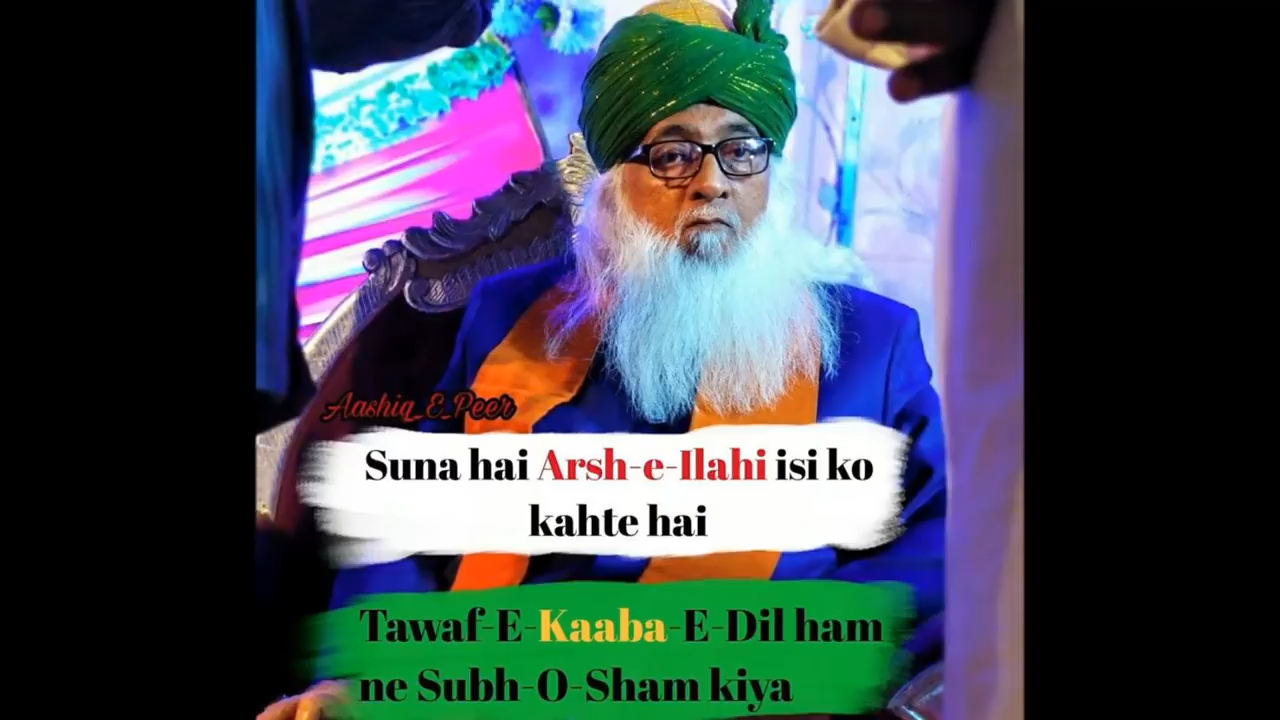 Aashiq_E_Peer
Suna hai Arsh-e-Ilahi isi ko
kahte hai
Tawaf-E-Kaaba-E-Dil ham
ne Subh-O-Sham kiya